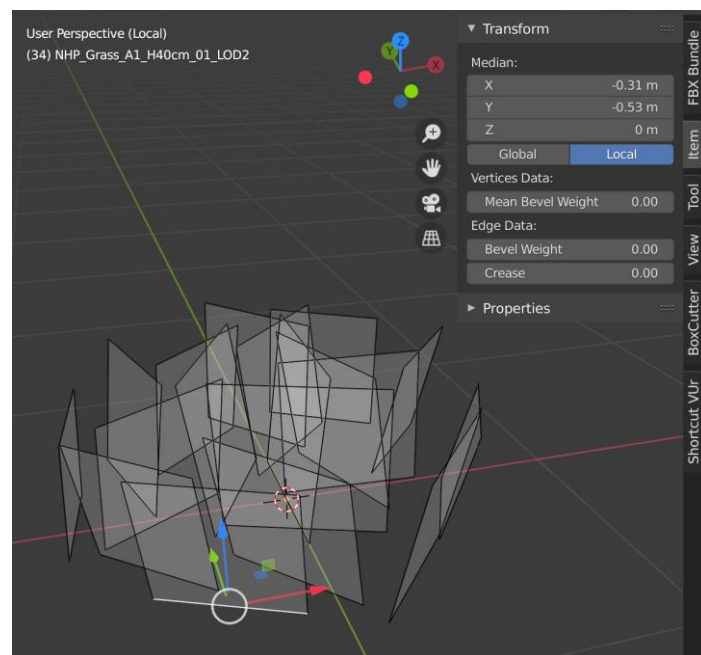 User Perspective (Local)
(34) NHP_Grass_A1_H40cm_01_LOD2
Z
Y
X
Transform
Median:
X -0.31 m
Y -0.53 m
Z 0 m
Global Local
Vertices Data:
Mean Bevel Weight 0.00
Edge Data:
Bevel Weight 0.00
Crease 0.00
Properties
FBX Bundle
Item
Tool
View
BoxCutter
Shortcut VUr